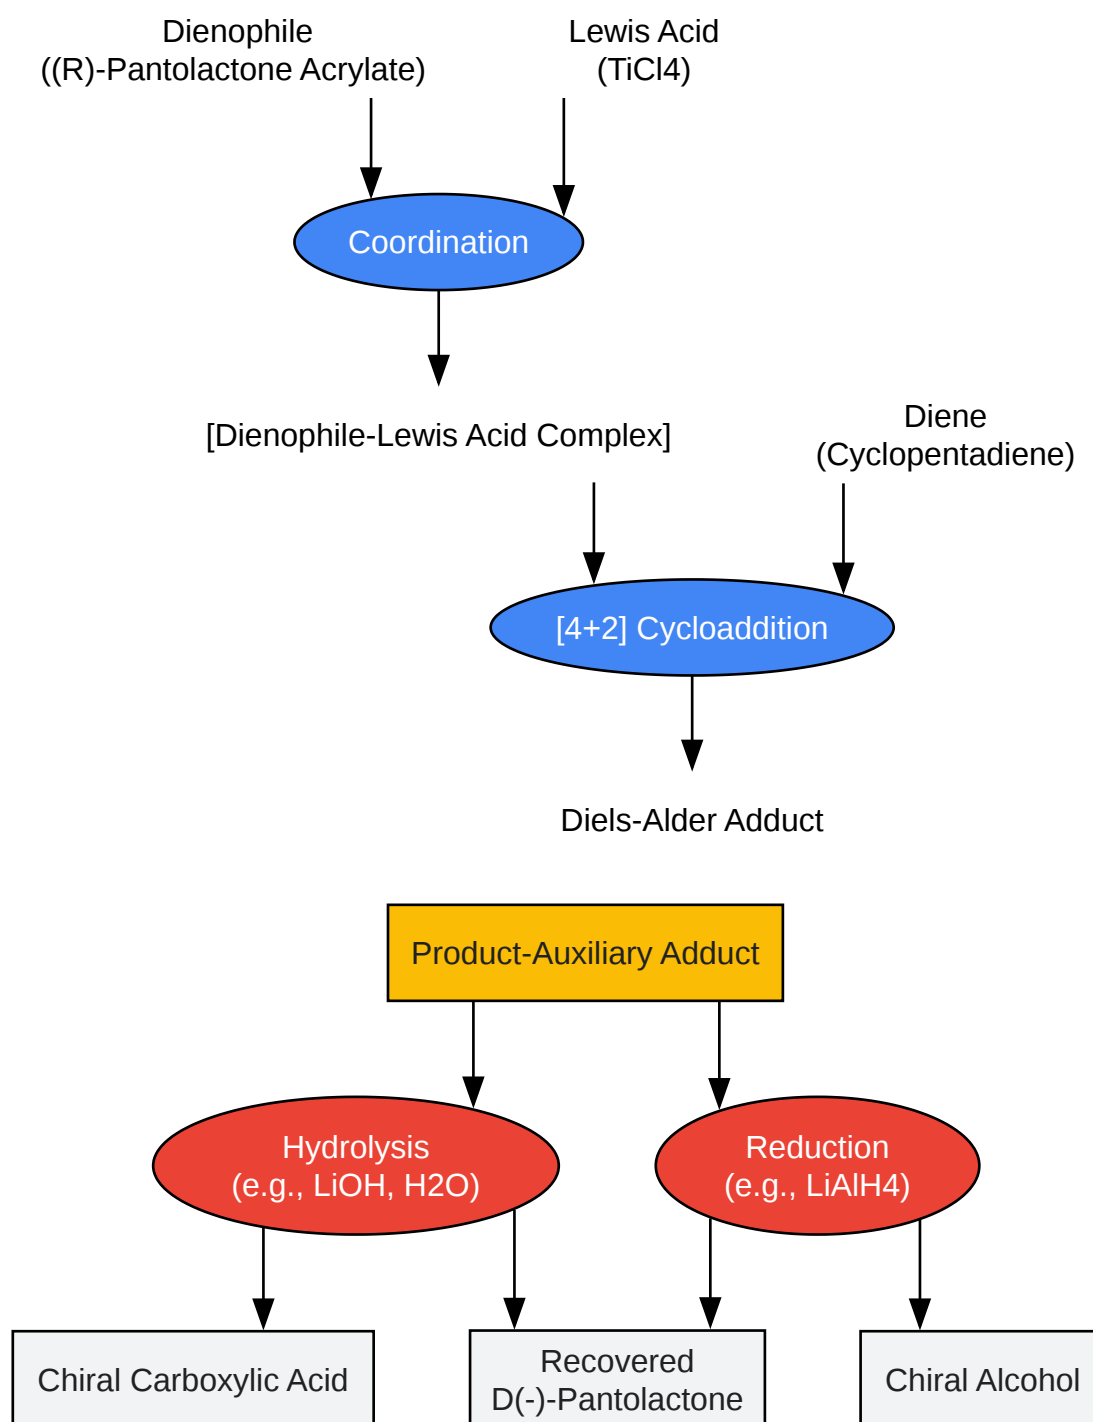 Dienophile
((R)-Pantolactone Acrylate)
Lewis Acid
(TiCl4)
Coordination
[Dienophile-Lewis Acid Complex]
Diene
(Cyclopentadiene)
[4+2] Cycloaddition
Diels-Alder Adduct
Product-Auxiliary Adduct
Hydrolysis
(e.g., LiOH, H2O)
Reduction
(e.g., LiAlH4)
Chiral Carboxylic Acid
Recovered
D(-)-Pantolactone
Chiral Alcohol